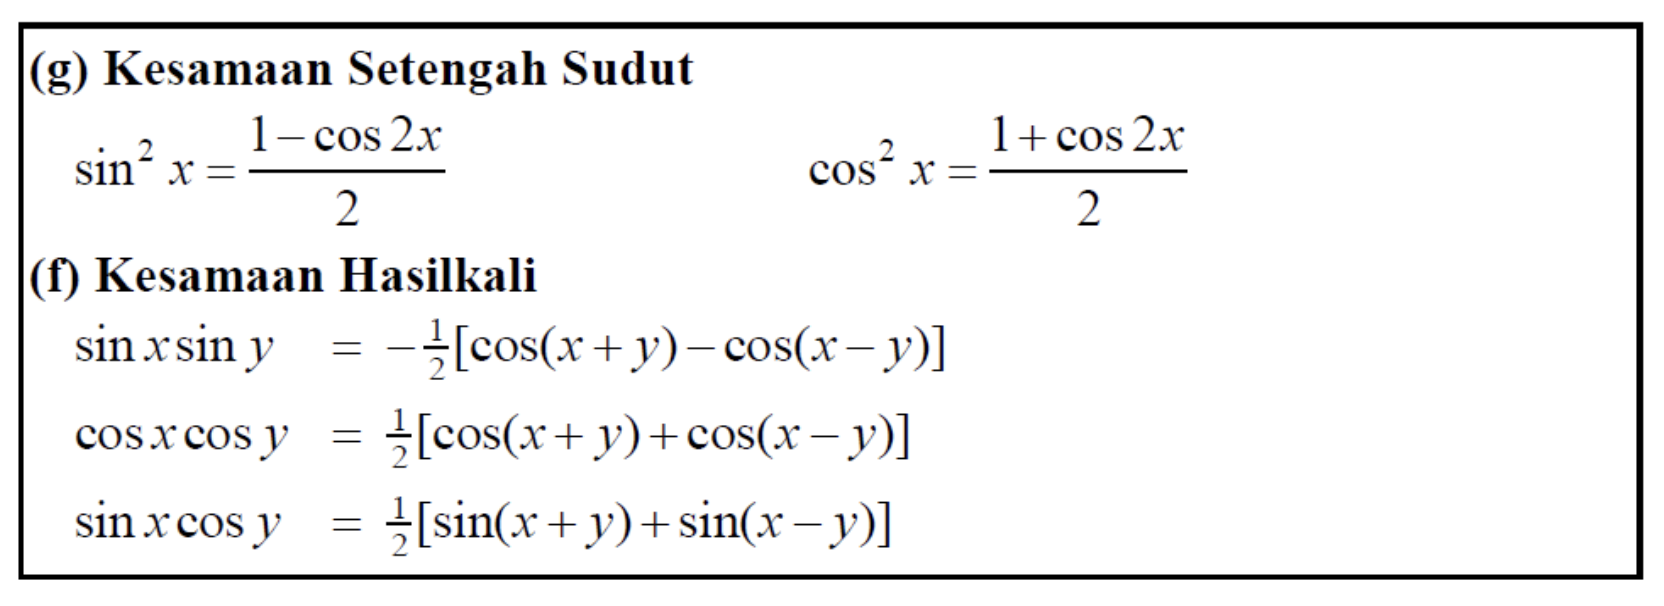 (g) Kesamaan Setengah Sudut
sin² x = (1 − cos 2x)/2    cos² x = (1 + cos 2x)/2
(f) Kesamaan Hasilkali
sin x sin y = −½[cos(x + y) − cos(x − y)]
cos x cos y = ½[cos(x + y) + cos(x − y)]
sin x cos y = ½[sin(x + y) + sin(x − y)]